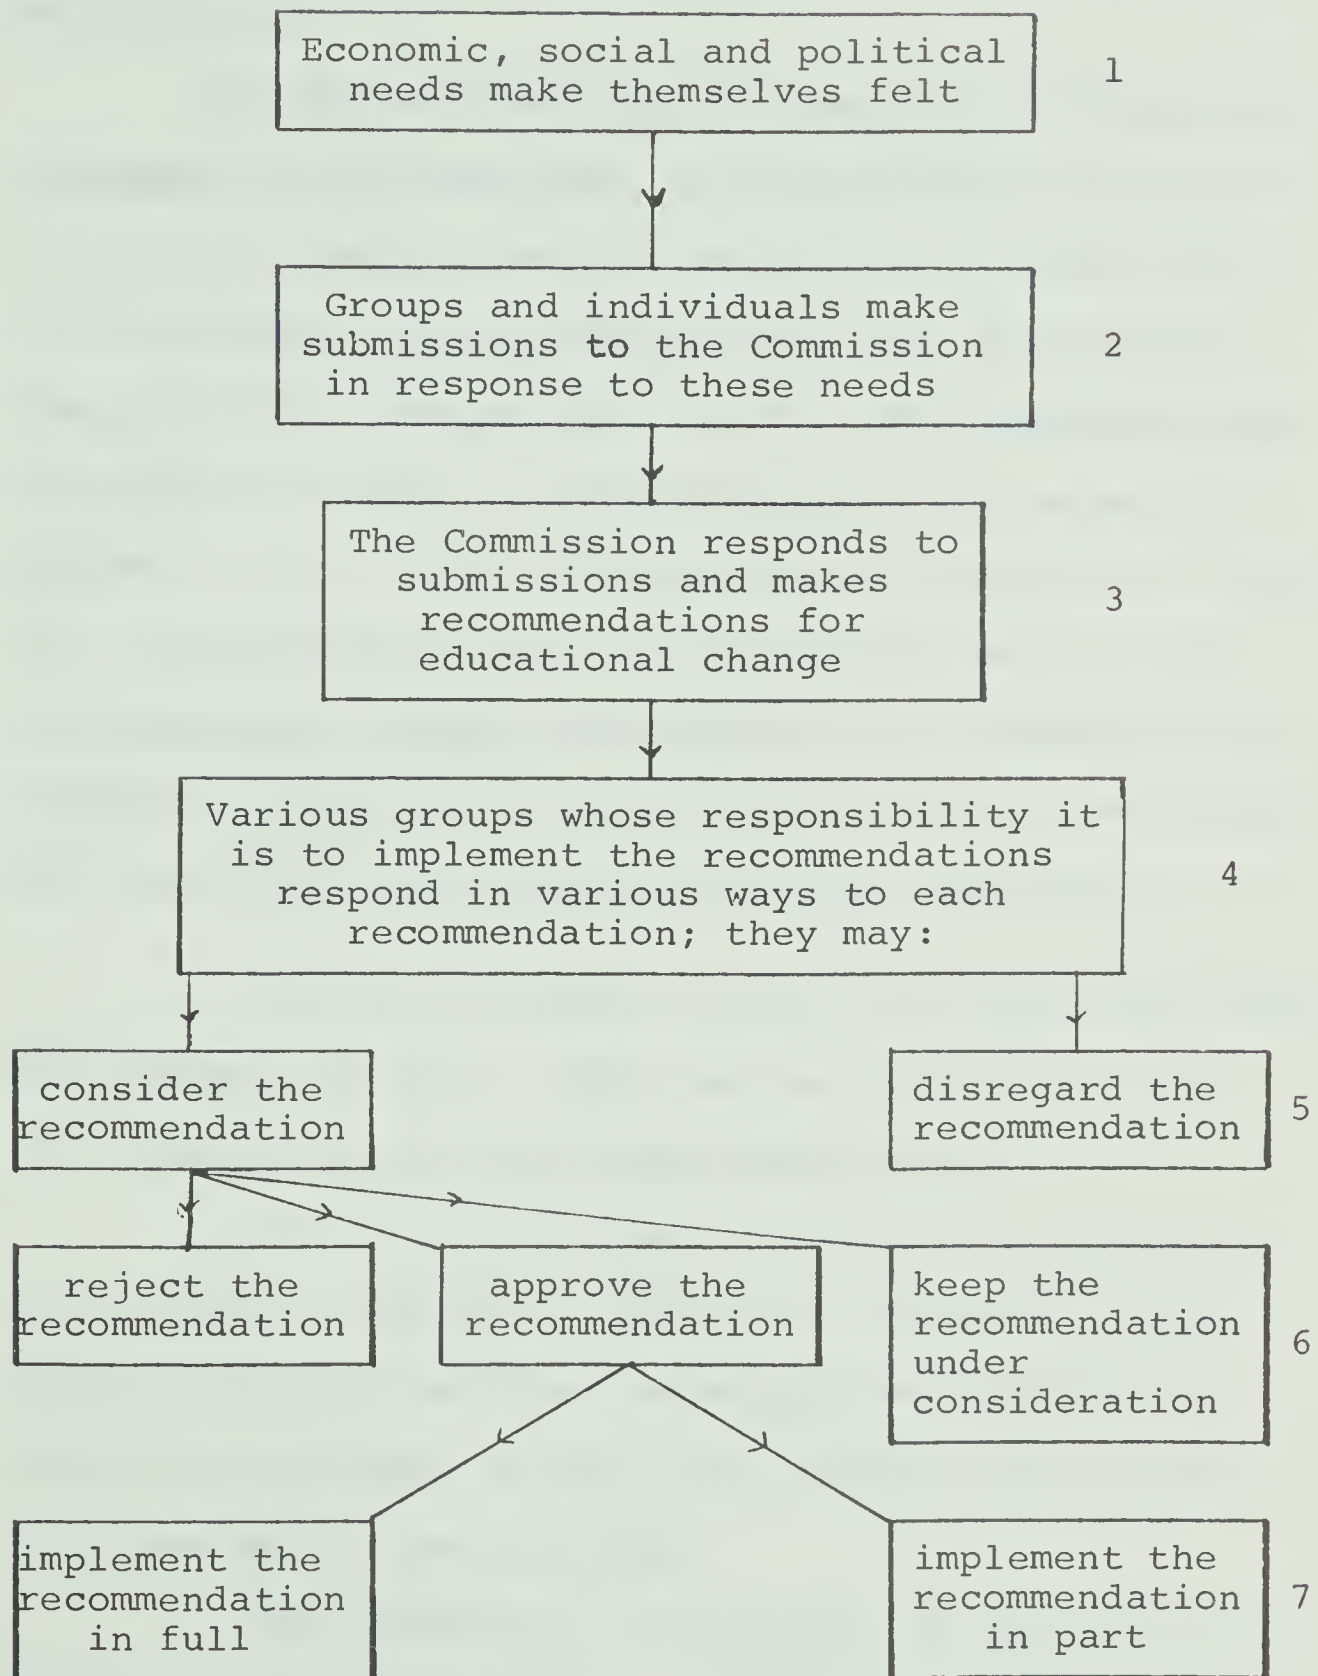 Economic, social and political
needs make themselves felt
1
Groups and individuals make
submissions to the Commission
in response to these needs
2
The Commission responds to
submissions and makes
recommendations for
educational change
3
Various groups whose responsibility it
is to implement the recommendations
respond in various ways to each
recommendation; they may:
4
consider the
recommendation
disregard the
recommendation
5
reject the
recommendation
approve the
recommendation
keep the
recommendation
under
consideration
6
implement the
recommendation
in full
implement the
recommendation
in part
7